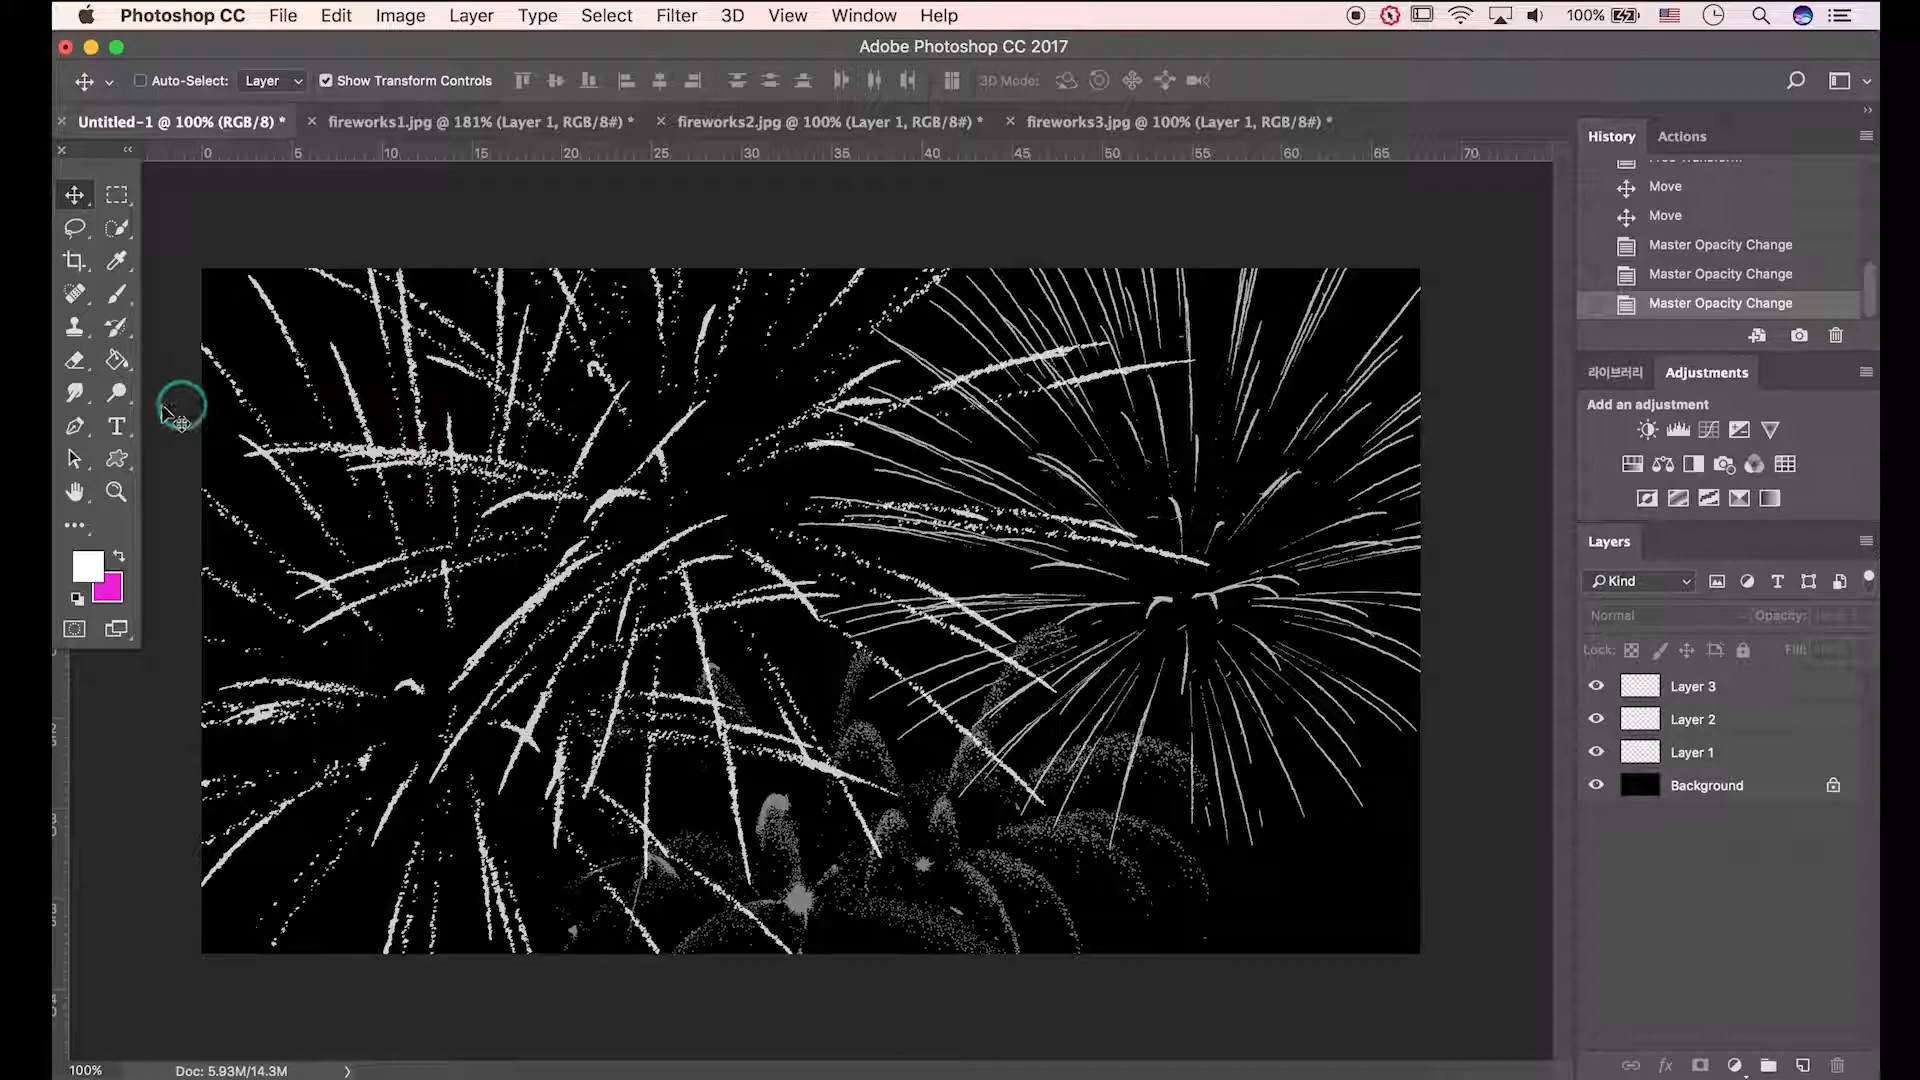 Photoshop CC File Edit Image Layer Type Select Filter 3D View Window Help 100%
Adobe Photoshop CC 2017
Auto-Select: Layer Show Transform Controls 3D Mode:
Untitled-1 @ 100% (RGB/8) * fireworks1.jpg @ 181% (Layer 1, RGB/8#) * fireworks2.jpg @ 100% (Layer 1, RGB/8#) * fireworks3.jpg @ 100% (Layer 1, RGB/8#) *
0 5 10 15 20 25 30 35 40 45 50 55 60 65 70
History Actions
Move
Move
Master Opacity Change
Master Opacity Change
Master Opacity Change
라이브러리 Adjustments
Add an adjustment
Layers
Kind
Normal Opacity:
Lock: Fill:
Layer 3
Layer 2
Layer 1
Background
100% Doc: 5.93M/14.3M